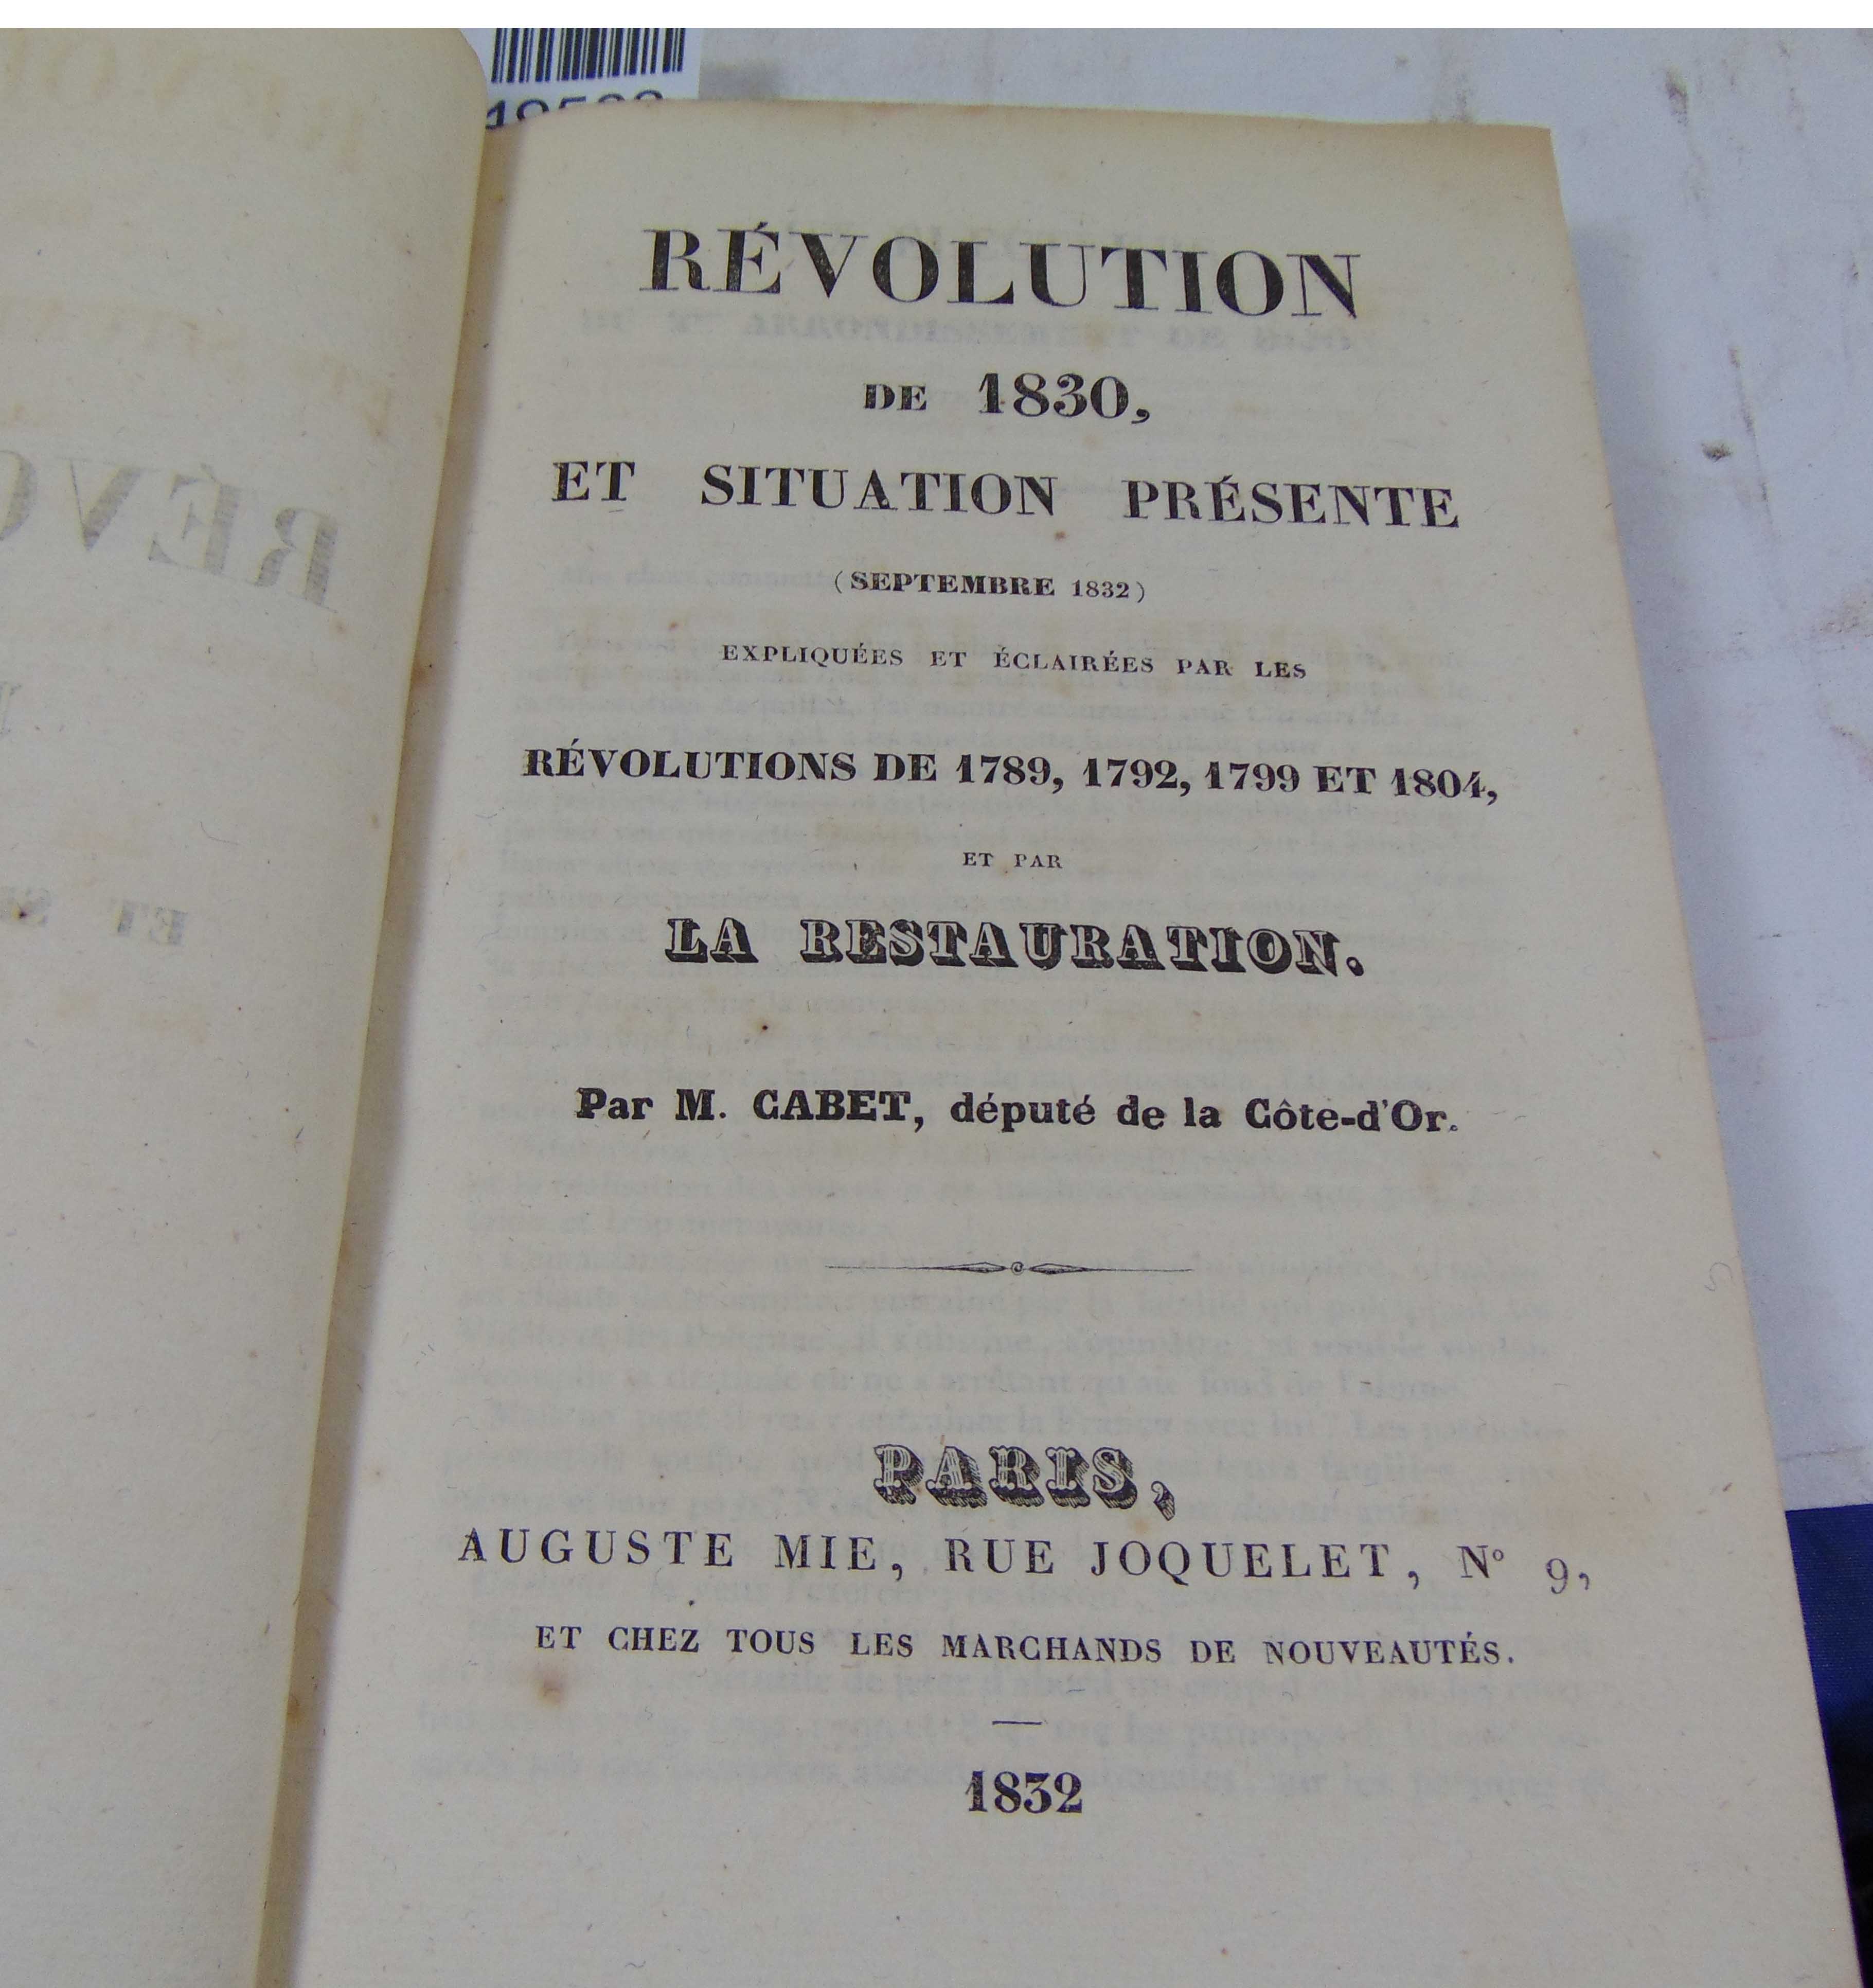 RÉVOLUTION
DE 1830,
ET SITUATION PRÉSENTE
(SEPTEMBRE 1832)
EXPLIQUÉES ET ÉCLAIRÉES PAR LES
RÉVOLUTIONS DE 1789, 1792, 1799 ET 1804,
ET PAR
LA RESTAURATION.
Par M. CABET, député de la Côte-d'Or.
PARIS,
AUGUSTE MIE, RUE JOQUELET, N° 9,
ET CHEZ TOUS LES MARCHANDS DE NOUVEAUTÉS.
1832